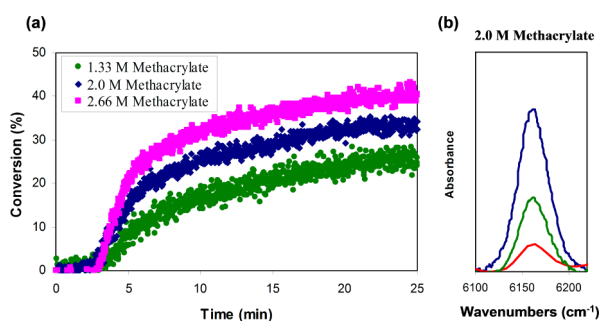 (a)
50
40
30
20
10
0
Conversion (%)
1.33 M Methacrylate
2.0 M Methacrylate
2.66 M Methacrylate
0 5 10 15 20 25
Time (min)
(b)
2.0 M Methacrylate
Absorbance
6100 6150 6200
Wavenumbers (cm⁻¹)